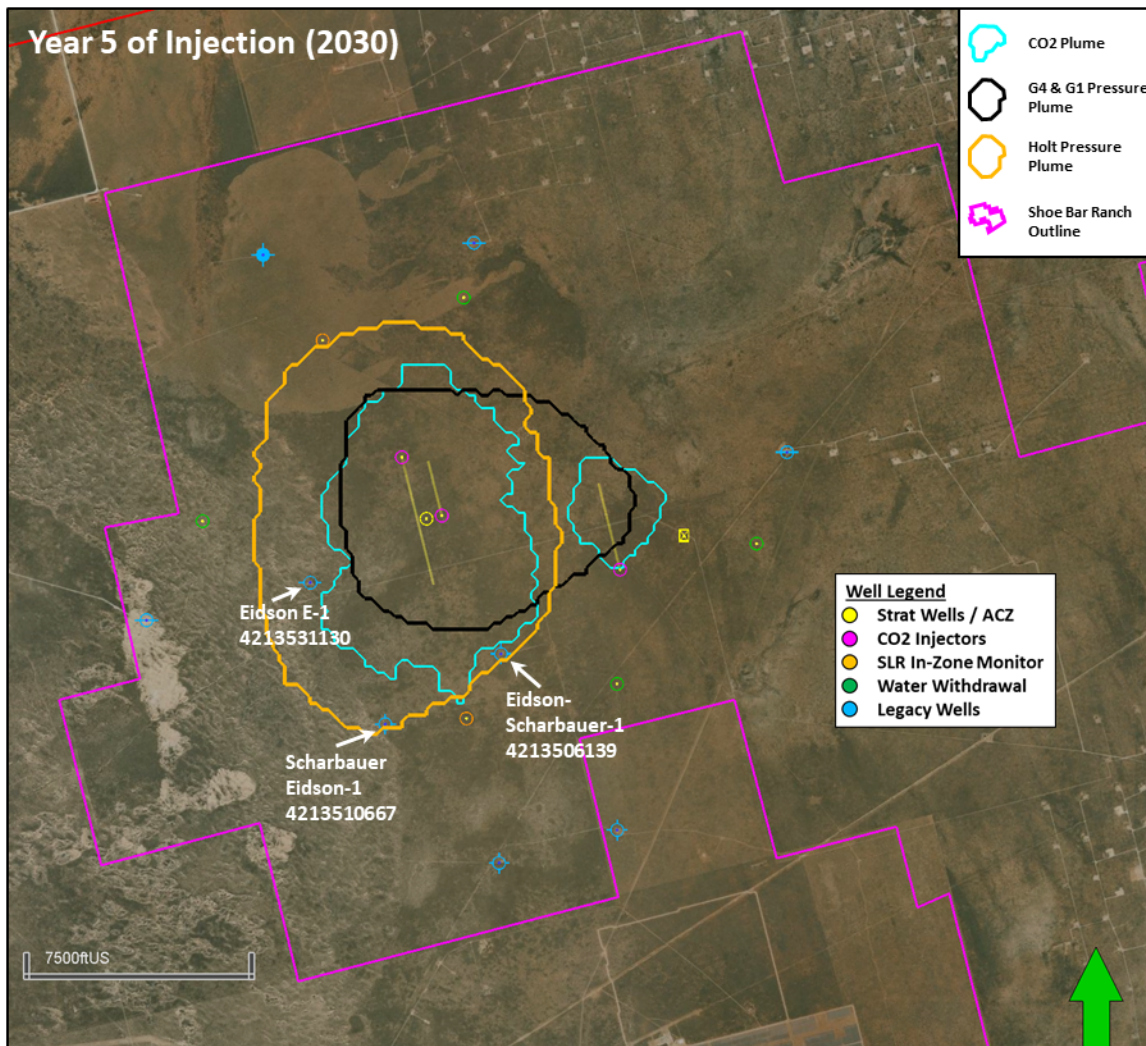 Year 5 of Injection (2030)
CO2 Plume
G4 & G1 Pressure
Plume
Holt Pressure
Plume
Shoe Bar Ranch
Outline
Eidson E-1
4213531130
Well Legend
Strat Wells / ACZ
CO2 Injectors
SLR In-Zone Monitor
Water Withdrawal
Legacy Wells
Eidson-
Scharbauer-1
4213506139
Scharbauer
Eidson-1
4213510667
7500ftUS